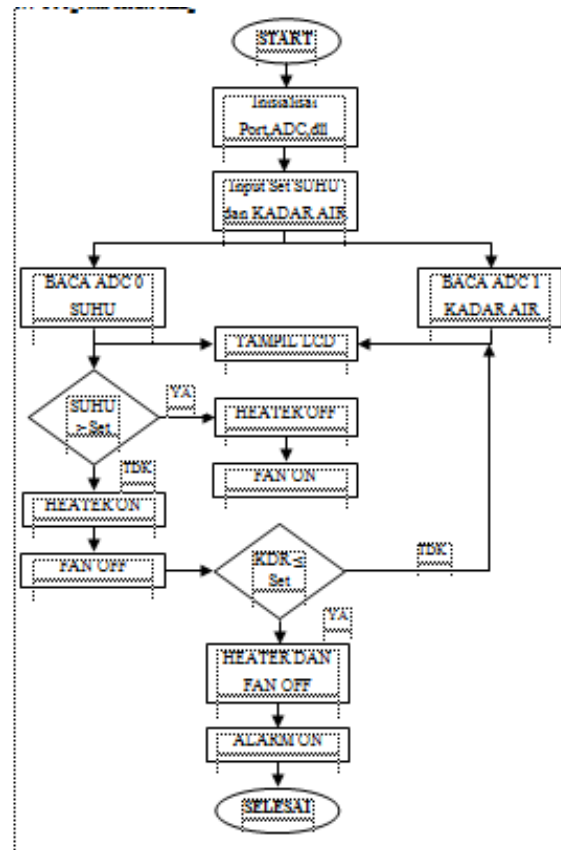 START
Inisialisai
Port,ADC,dll
Input Set SUHU
dan KADAR AIR
BACA ADC 0
SUHU
BACA ADC 1
KADAR AIR
TAMPIL LCD
SUHU
YA
HEATER OFF
FAN ON
TDK
HEATER ON
FAN OFF
KDR ≤
Set
TDK
YA
HEATER DAN
FAN OFF
ALARM ON
SELESAI